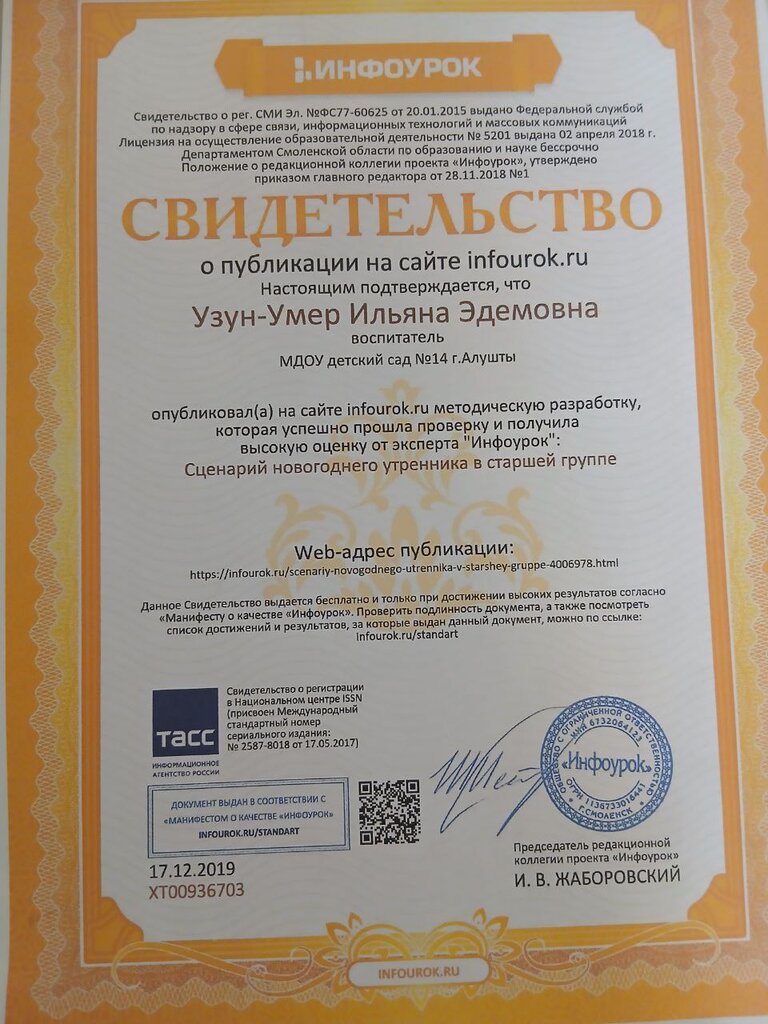 ИНФОУРОК
Свидетельство о рег. СМИ Эл. №ФС77-60625 от 20.01.2015 выдано Федеральной службой
по надзору в сфере связи, информационных технологий и массовых коммуникаций
Лицензия на осуществление образовательной деятельности № 5201 выдана 02 апреля 2018 г.
Департаментом Смоленской области по образованию и науке бессрочно
Положение о редакционной коллегии проекта «Инфоурок», утверждено
приказом главного редактора от 28.11.2018 №1
СВИДЕТЕЛЬСТВО
о публикации на сайте infourok.ru
Настоящим подтверждается, что
Узун-Умер Ильяна Эдемовна
воспитатель
МДОУ детский сад №14 г.Алушты
опубликовал(а) на сайте infourok.ru методическую разработку,
которая успешно прошла проверку и получила
высокую оценку от эксперта "Инфоурок":
Сценарий новогоднего утренника в старшей группе
Web-адрес публикации:
https://infourok.ru/scenariy-novogodnego-utrennika-v-starshey-gruppe-4006978.html
Данное Свидетельство выдается бесплатно и только при достижении высоких результатов согласно
«Манифесту о качестве «Инфоурок». Проверить подлинность документа, а также посмотреть
список достижений и результатов, за которые выдан данный документ, можно по ссылке:
infourok.ru/standart
ТАСС
ИНФОРМАЦИОННОЕ
АГЕНТСТВО РОССИИ
Свидетельство о регистрации
в Национальном центре ISSN
(присвоен Международный
стандартный номер
сериального издания:
№ 2587-8018 от 17.05.2017)
ДОКУМЕНТ ВЫДАН В СООТВЕТСТВИИ С
«МАНИФЕСТОМ О КАЧЕСТВЕ «ИНФОУРОК»
INFOUROK.RU/STANDART
17.12.2019
ХТ00936703
ОБЩЕСТВО С ОГРАНИЧЕННОЙ ОТВЕТСТВЕННОСТЬЮ
ИНН 6732064123
«Инфоурок»
ОГРН 1136733016441
Г.СМОЛЕНСК
Председатель редакционной
коллегии проекта «Инфоурок»
И. В. ЖАБОРОВСКИЙ
INFOUROK.RU